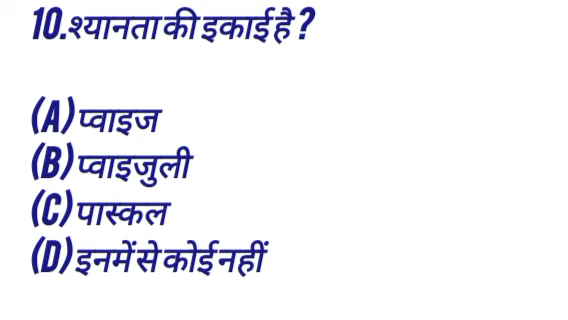 10.श्यानता की इकाई है ?
(A) प्वाइज
(B) प्वाइजुली
(C) पास्कल
(D) इनमें से कोई नहीं